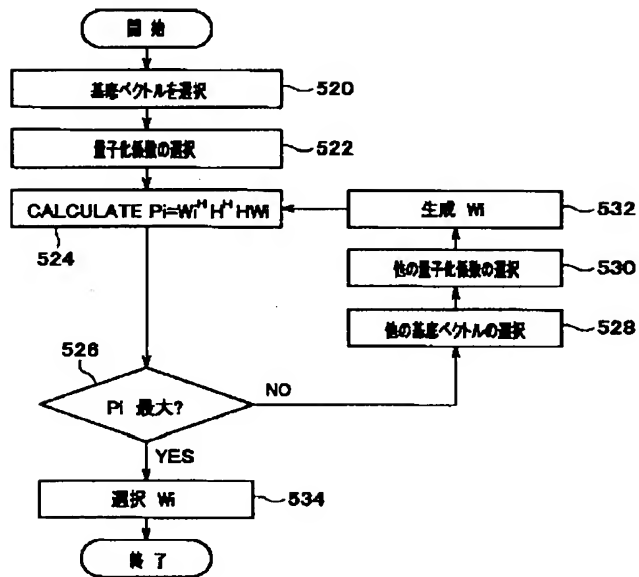 開始
基底ベクトルを選択
520
量子化係数の選択
522
CALCULATE Pi=Wi^H H^H HWi
524
生成 Wi
532
他の量子化係数の選択
530
他の基底ベクトルの選択
528
526
Pi 最大?
NO
YES
選択 Wi
534
終了